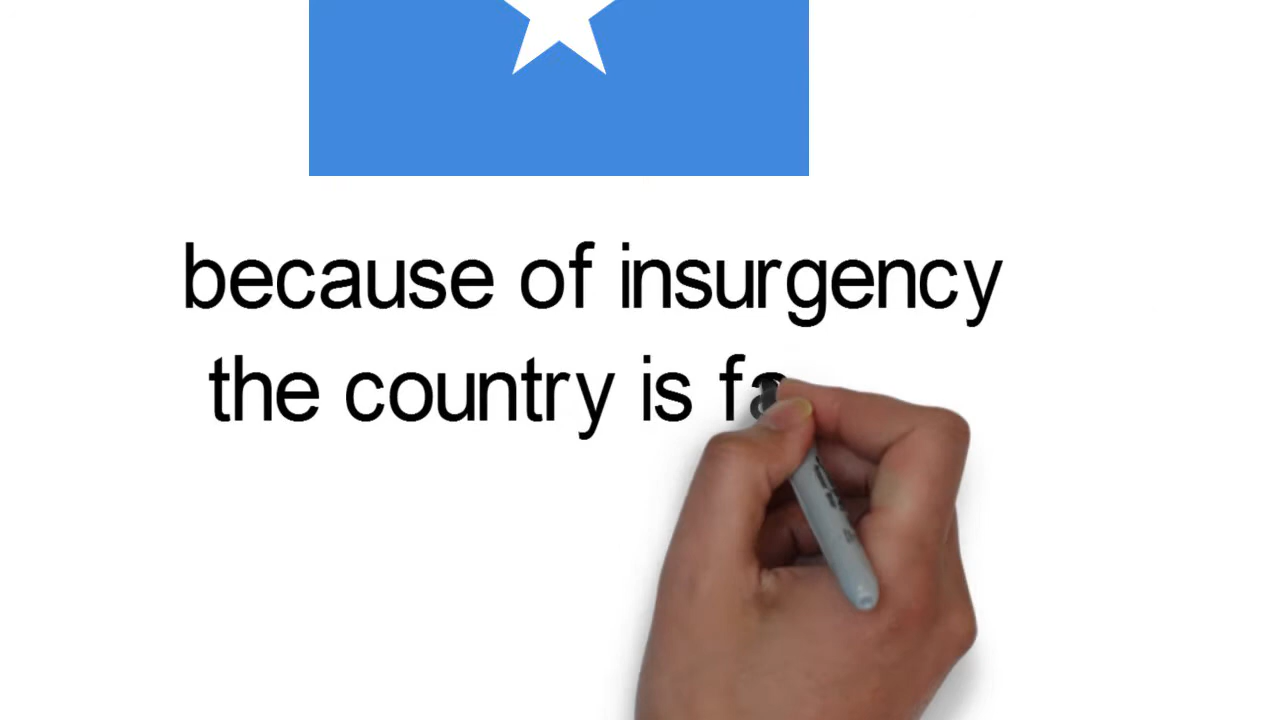 because of insurgency
the country is fa